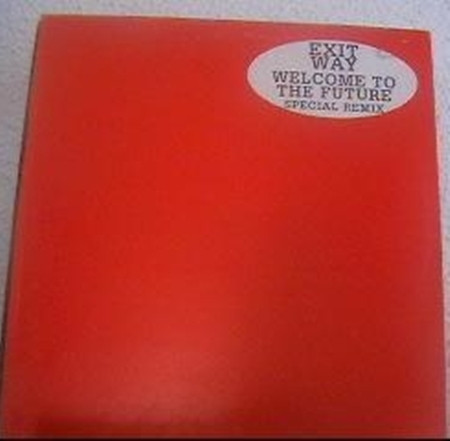 EXIT
WAY
WELCOME TO
THE FUTURE
SPECIAL REMIX